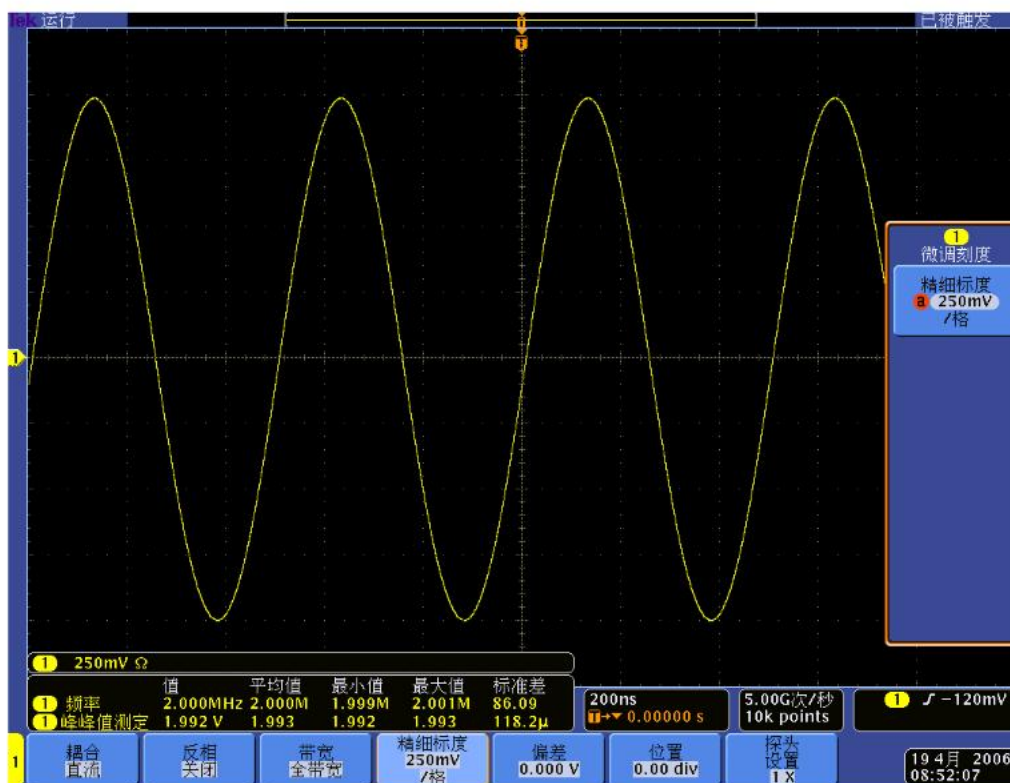 Tek 运行
已被触发
T
T
1
1
微调刻度
精细标度
a 250mV
/格
1 250mV Ω
值 平均值 最小值 最大值 标准差
1 频率 2.000MHz 2.000M 1.999M 2.001M 86.09
1 峰峰值测定 1.992 V 1.993 1.992 1.993 118.2μ
200ns
T→▼ 0.00000 s
5.00G次/秒
10k points
1 ∫ −120mV
1
耦合
直流
反相
关闭
带宽
全带宽
精细标度
250mV
/格
偏差
0.000 V
位置
0.00 div
探头
设置
1 X
19 4月 2006
08:52:07